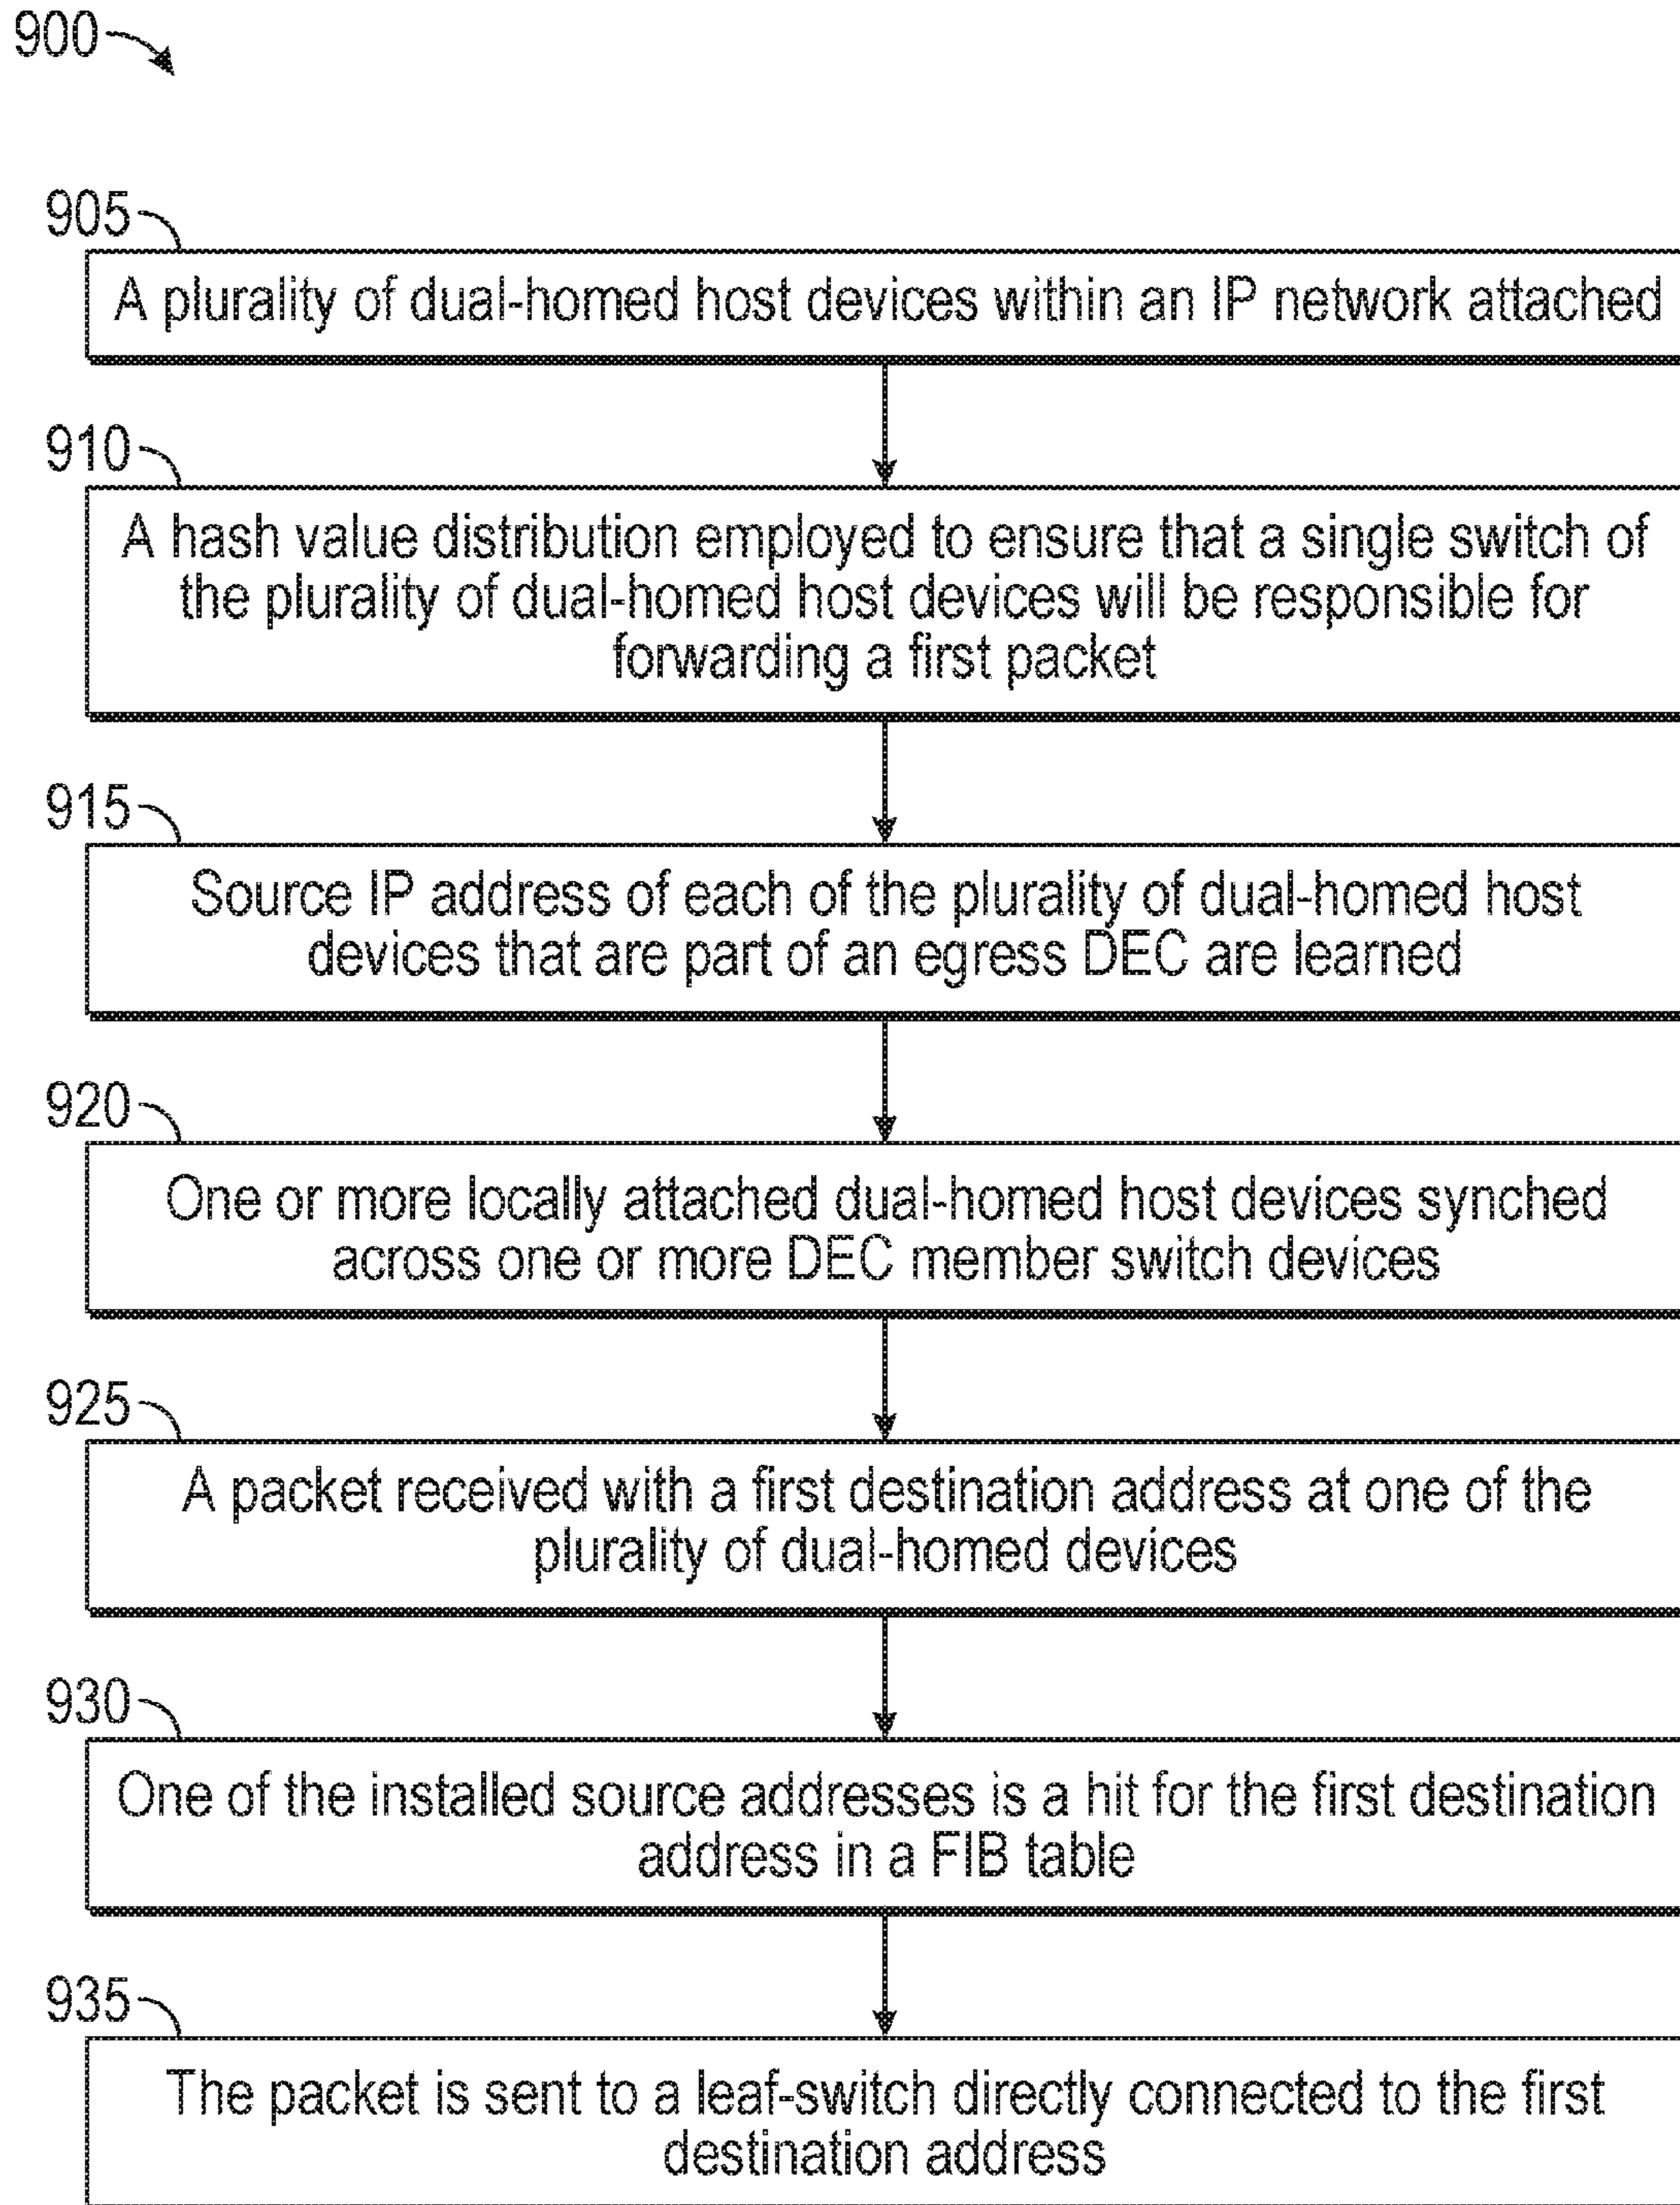 900
905
A plurality of dual-homed host devices within an IP network attached
910
A hash value distribution employed to ensure that a single switch of
the plurality of dual-homed host devices will be responsible for
forwarding a first packet
915
Source IP address of each of the plurality of dual-homed host
devices that are part of an egress DEC are learned
920
One or more locally attached dual-homed host devices synched
across one or more DEC member switch devices
925
A packet received with a first destination address at one of the
plurality of dual-homed devices
930
One of the installed source addresses is a hit for the first destination
address in a FIB table
935
The packet is sent to a leaf-switch directly connected to the first
destination address